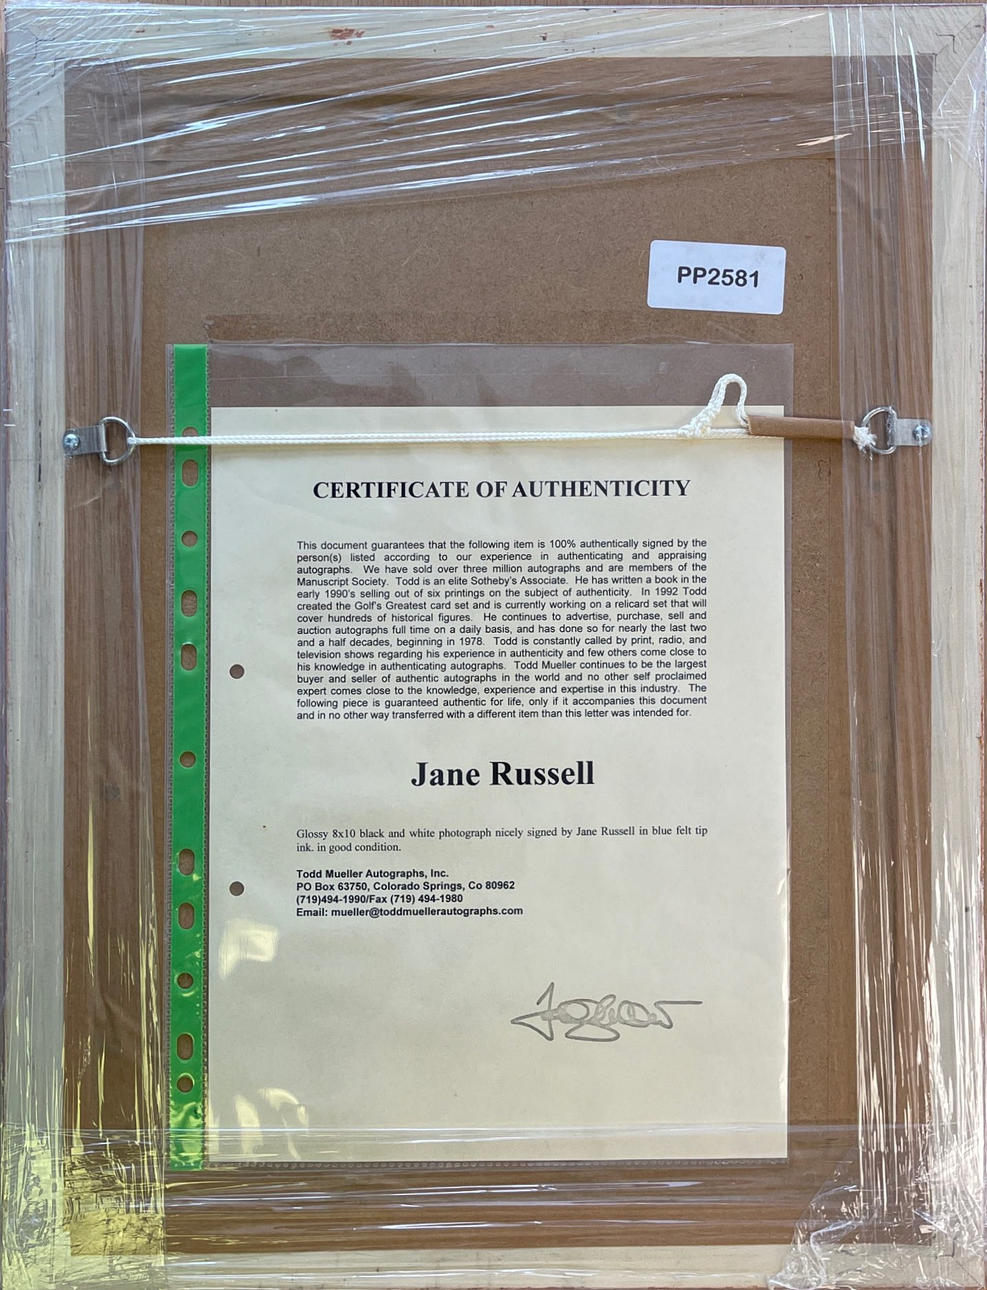 PP2581
CERTIFICATE OF AUTHENTICITY
This document guarantees that the following item is 100% authentically signed by the
person(s) listed according to our experience in authenticating and appraising
autographs. We have sold over three million autographs and are members of the
Manuscript Society. Todd is an elite Sotheby's Associate. He has written a book in the
early 1990's selling out of six printings on the subject of authenticity. In 1992 Todd
created the Golf's Greatest card set and is currently working on a relicard set that will
cover hundreds of historical figures. He continues to advertise, purchase, sell and
auction autographs full time on a daily basis, and has done so for nearly the last two
and a half decades, beginning in 1978. Todd is constantly called by print, radio, and
television shows regarding his experience in authenticity and few others come close to
his knowledge in authenticating autographs. Todd Mueller continues to be the largest
buyer and seller of authentic autographs in the world and no other self proclaimed
expert comes close to the knowledge, experience and expertise in this industry. The
following piece is guaranteed authentic for life, only if it accompanies this document
and in no other way transferred with a different item than this letter was intended for.
Jane Russell
Glossy 8x10 black and white photograph nicely signed by Jane Russell in blue felt tip
ink. in good condition.
Todd Mueller Autographs, Inc.
PO Box 63750, Colorado Springs, Co 80962
(719)494-1990/Fax (719) 494-1980
Email: mueller@toddmuellerautographs.com